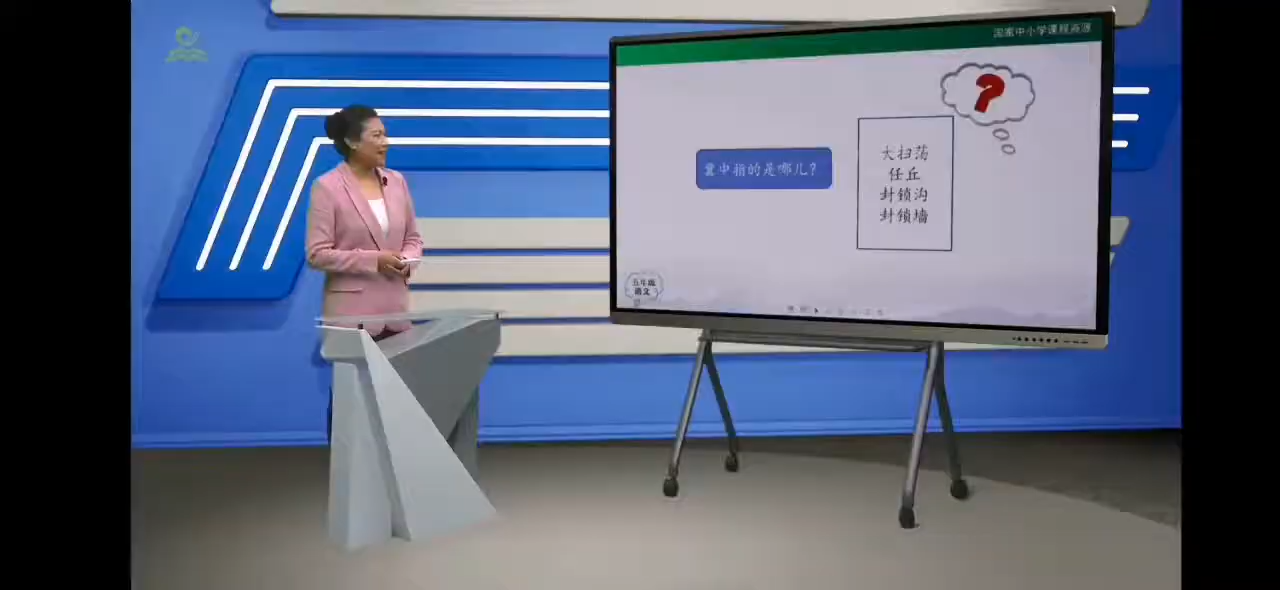 国家中小学课程资源
?
冀中指的是哪儿?
大扫荡
任丘
封锁沟
封锁墙
五年级
语文